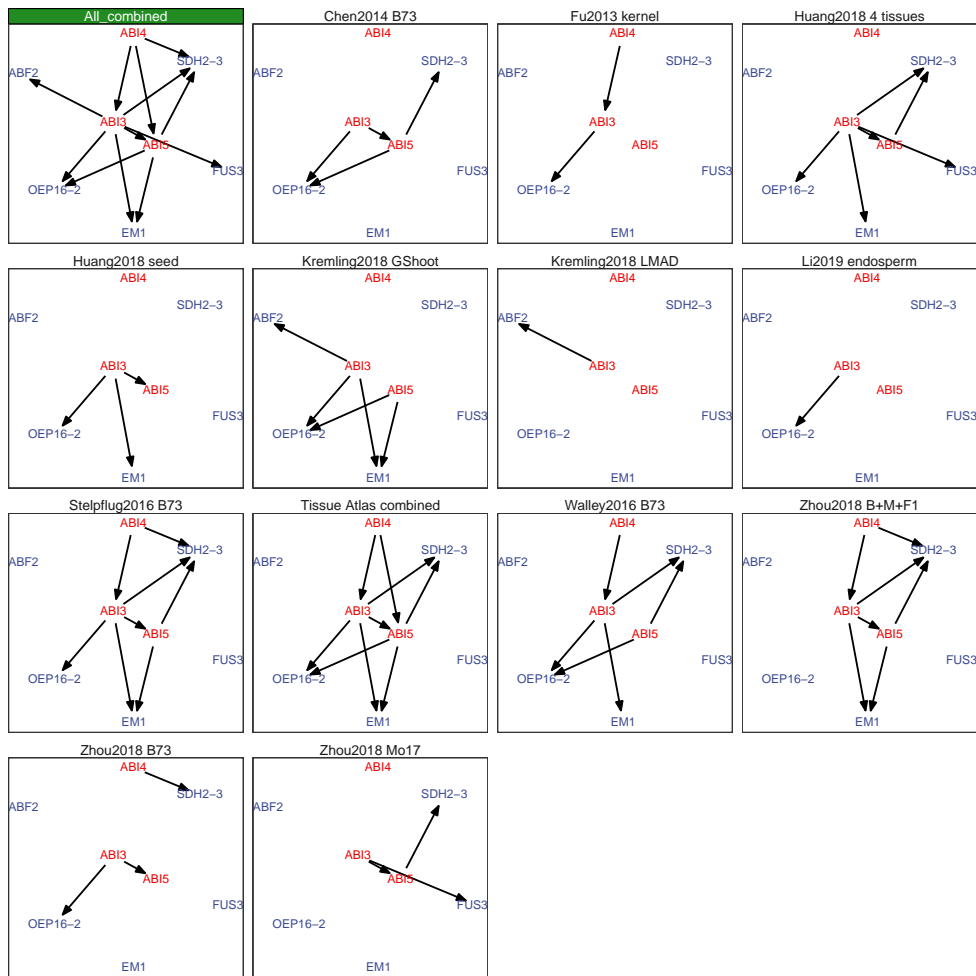 All_combined
ABI4
SDH2−3
ABF2
ABI3
ABI5
FUS3
OEP16−2
EM1
Chen2014 B73
ABI4
SDH2−3
ABF2
ABI3
ABI5
FUS3
OEP16−2
EM1
Fu2013 kernel
ABI4
SDH2−3
ABF2
ABI3
ABI5
FUS3
OEP16−2
EM1
Huang2018 4 tissues
ABI4
SDH2−3
ABF2
ABI3
ABI5
FUS3
OEP16−2
EM1
Huang2018 seed
ABI4
SDH2−3
ABF2
ABI3
ABI5
FUS3
OEP16−2
EM1
Kremling2018 GShoot
ABI4
SDH2−3
ABF2
ABI3
ABI5
FUS3
OEP16−2
EM1
Kremling2018 LMAD
ABI4
SDH2−3
ABF2
ABI3
ABI5
FUS3
OEP16−2
EM1
Li2019 endosperm
ABI4
SDH2−3
ABF2
ABI3
ABI5
FUS3
OEP16−2
EM1
Stelpflug2016 B73
ABI4
SDH2−3
ABF2
ABI3
ABI5
FUS3
OEP16−2
EM1
Tissue Atlas combined
ABI4
SDH2−3
ABF2
ABI3
ABI5
FUS3
OEP16−2
EM1
Walley2016 B73
ABI4
SDH2−3
ABF2
ABI3
ABI5
FUS3
OEP16−2
EM1
Zhou2018 B+M+F1
ABI4
SDH2−3
ABF2
ABI3
ABI5
FUS3
OEP16−2
EM1
Zhou2018 B73
ABI4
SDH2−3
ABF2
ABI3
ABI5
FUS3
OEP16−2
EM1
Zhou2018 Mo17
ABI4
SDH2−3
ABF2
ABI3
ABI5
FUS3
OEP16−2
EM1